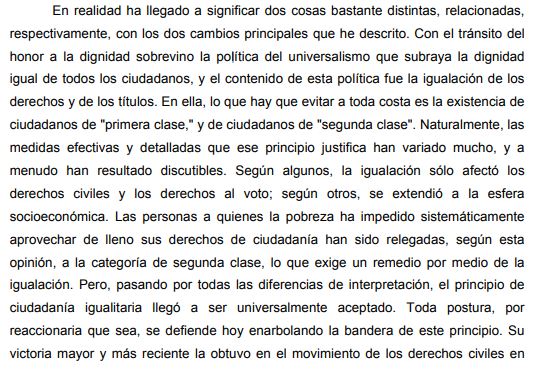 En realidad ha llegado a significar dos cosas bastante distintas, relacionadas,
respectivamente, con los dos cambios principales que he descrito. Con el tránsito del
honor a la dignidad sobrevino la política del universalismo que subraya la dignidad
igual de todos los ciudadanos, y el contenido de esta política fue la igualación de los
derechos y de los títulos. En ella, lo que hay que evitar a toda costa es la existencia de
ciudadanos de "primera clase," y de ciudadanos de "segunda clase". Naturalmente, las
medidas efectivas y detalladas que ese principio justifica han variado mucho, y a
menudo han resultado discutibles. Según algunos, la igualación sólo afectó los
derechos civiles y los derechos al voto; según otros, se extendió a la esfera
socioeconómica. Las personas a quienes la pobreza ha impedido sistemáticamente
aprovechar de lleno sus derechos de ciudadanía han sido relegadas, según esta
opinión, a la categoría de segunda clase, lo que exige un remedio por medio de la
igualación. Pero, pasando por todas las diferencias de interpretación, el principio de
ciudadanía igualitaria llegó a ser universalmente aceptado. Toda postura, por
reaccionaria que sea, se defiende hoy enarbolando la bandera de este principio. Su
victoria mayor y más reciente la obtuvo en el movimiento de los derechos civiles en